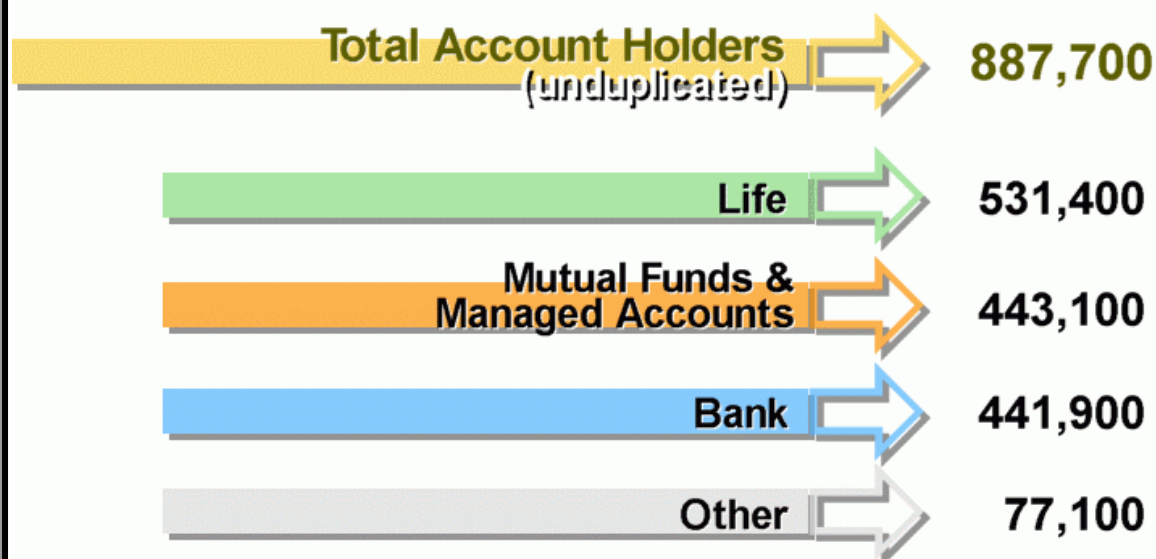 Total Account Holders 887,700
(unduplicated)
Life 531,400
Mutual Funds &
Managed Accounts 443,100
Bank 441,900
Other 77,100